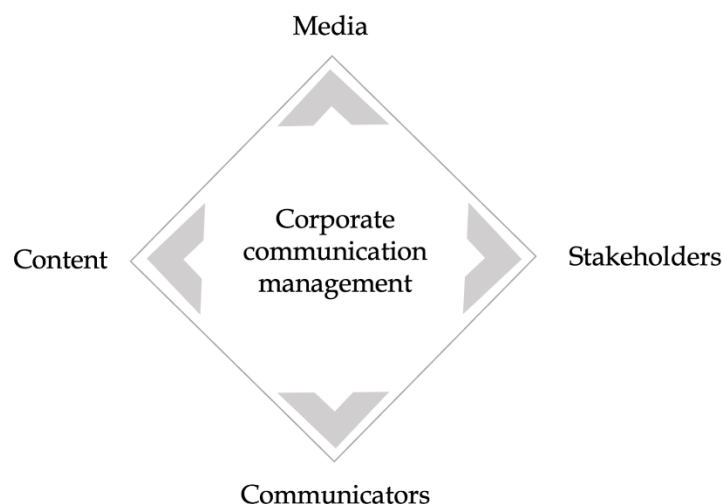 Media
Content
Corporate
communication
management
Stakeholders
Communicators